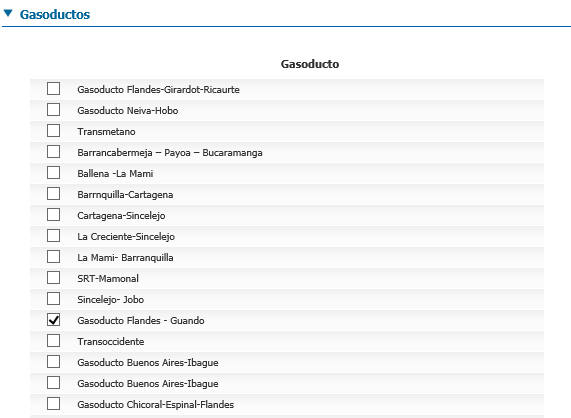 Gasoductos
Gasoducto
Gasoducto Flandes-Girardot-Ricaurte
Gasoducto Neiva-Hobo
Transmetano
Barrancabermeja – Payoa – Bucaramanga
Ballena -La Mami
Barrnquilla-Cartagena
Cartagena-Sincelejo
La Creciente-Sincelejo
La Mami- Barranquilla
SRT-Mamonal
Sincelejo- Jobo
Gasoducto Flandes - Guando
Transoccidente
Gasoducto Buenos Aires-Ibague
Gasoducto Buenos Aires-Ibague
Gasoducto Chicoral-Espinal-Flandes